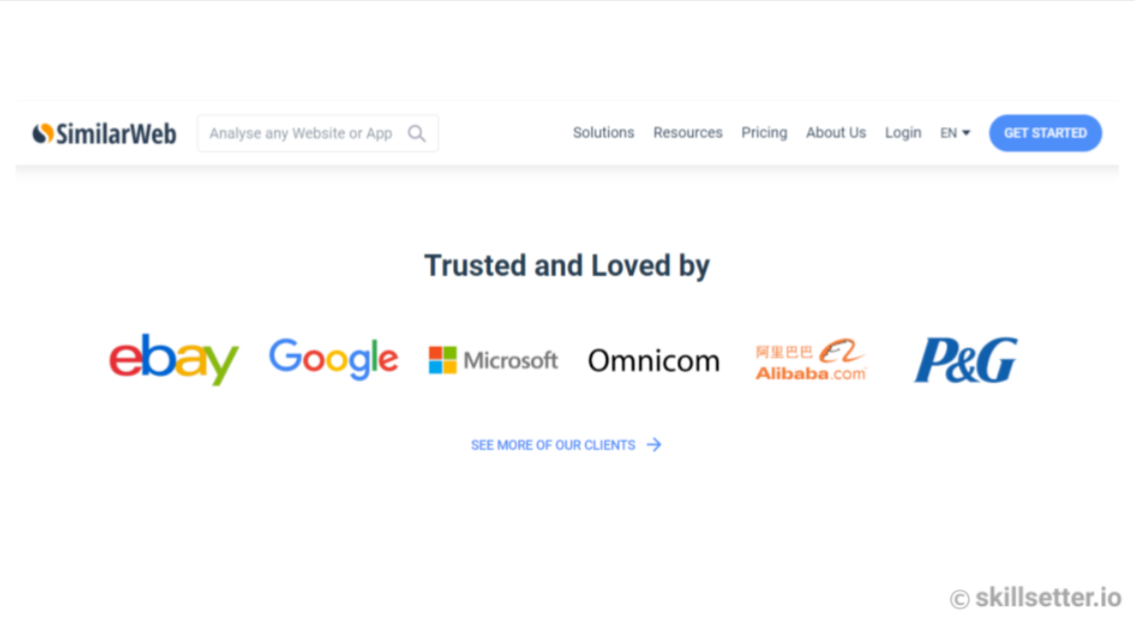 SimilarWeb Analyse any Website or App Solutions Resources Pricing About Us Login EN GET STARTED
Trusted and Loved by
ebay Google Microsoft Omnicom 阿里巴巴 Alibaba.com P&G
SEE MORE OF OUR CLIENTS
© skillsetter.io